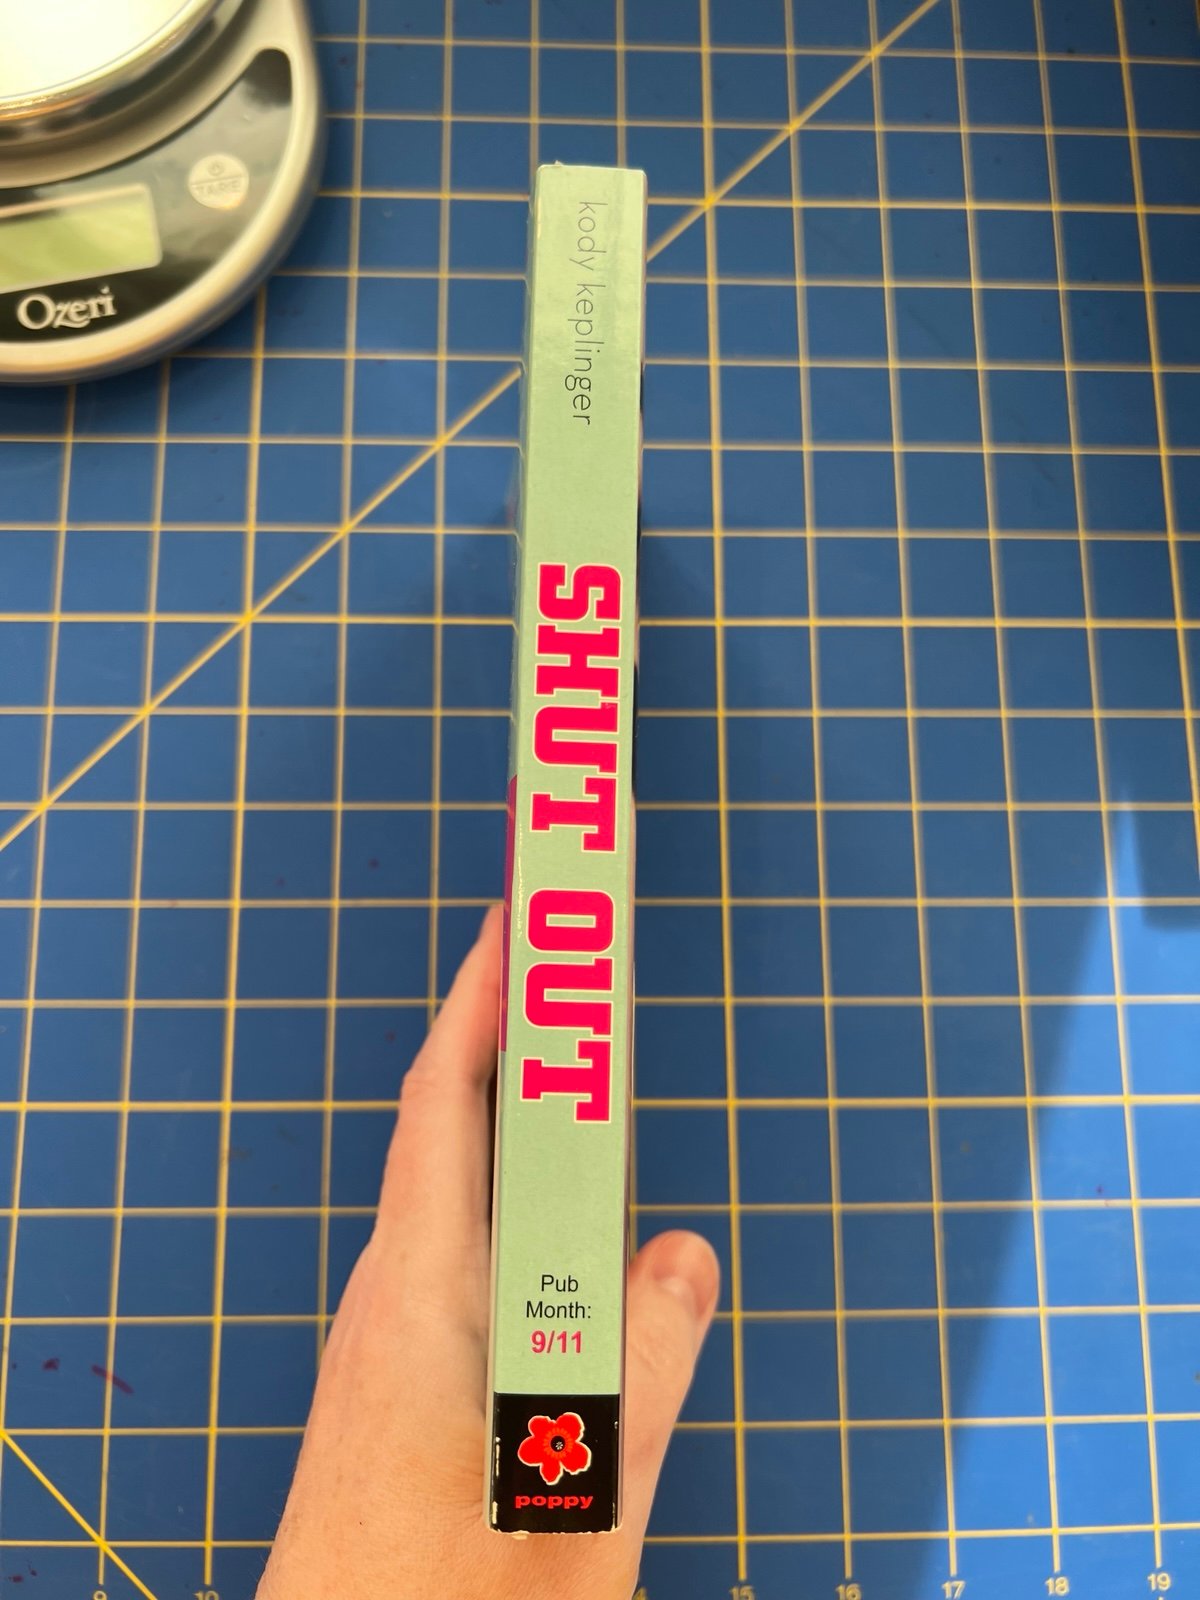 TARE
Ozeri
kody keplinger
SHUT OUT
Pub
Month:
9/11
poppy
9
10
15
16
17
18
19